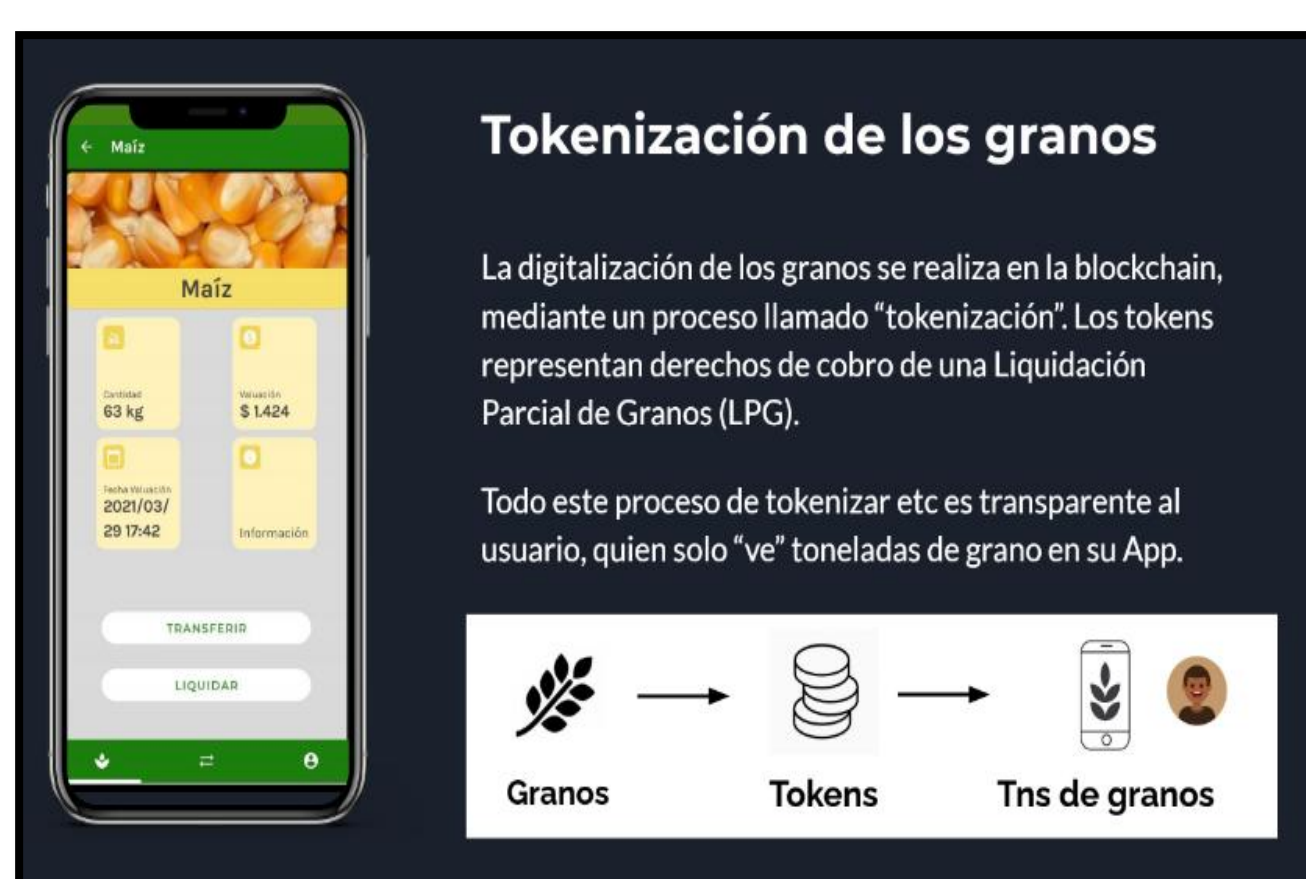 Maíz
Maíz
Cantidad
63 kg
Valuación
$ 1.424
Fecha Valuación
2021/03/
29 17:42
Información
TRANSFERIR
LIQUIDAR
Tokenización de los granos
La digitalización de los granos se realiza en la blockchain,
mediante un proceso llamado “tokenización”. Los tokens
representan derechos de cobro de una Liquidación
Parcial de Granos (LPG).
Todo este proceso de tokenizar etc es transparente al
usuario, quien solo “ve” toneladas de grano en su App.
Granos
Tokens
Tns de granos